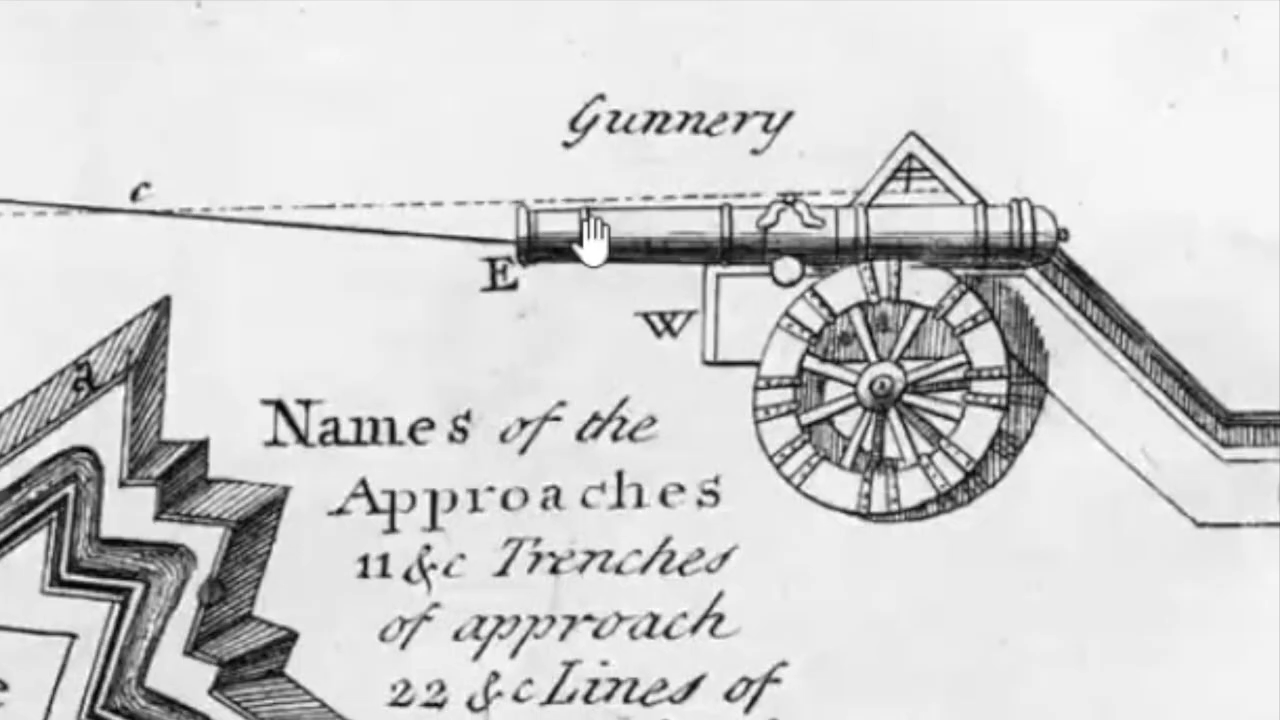 Gunnery
c
E
W
a
Names of the
Approaches
11 &c Trenches
of approach
22 &c Lines of